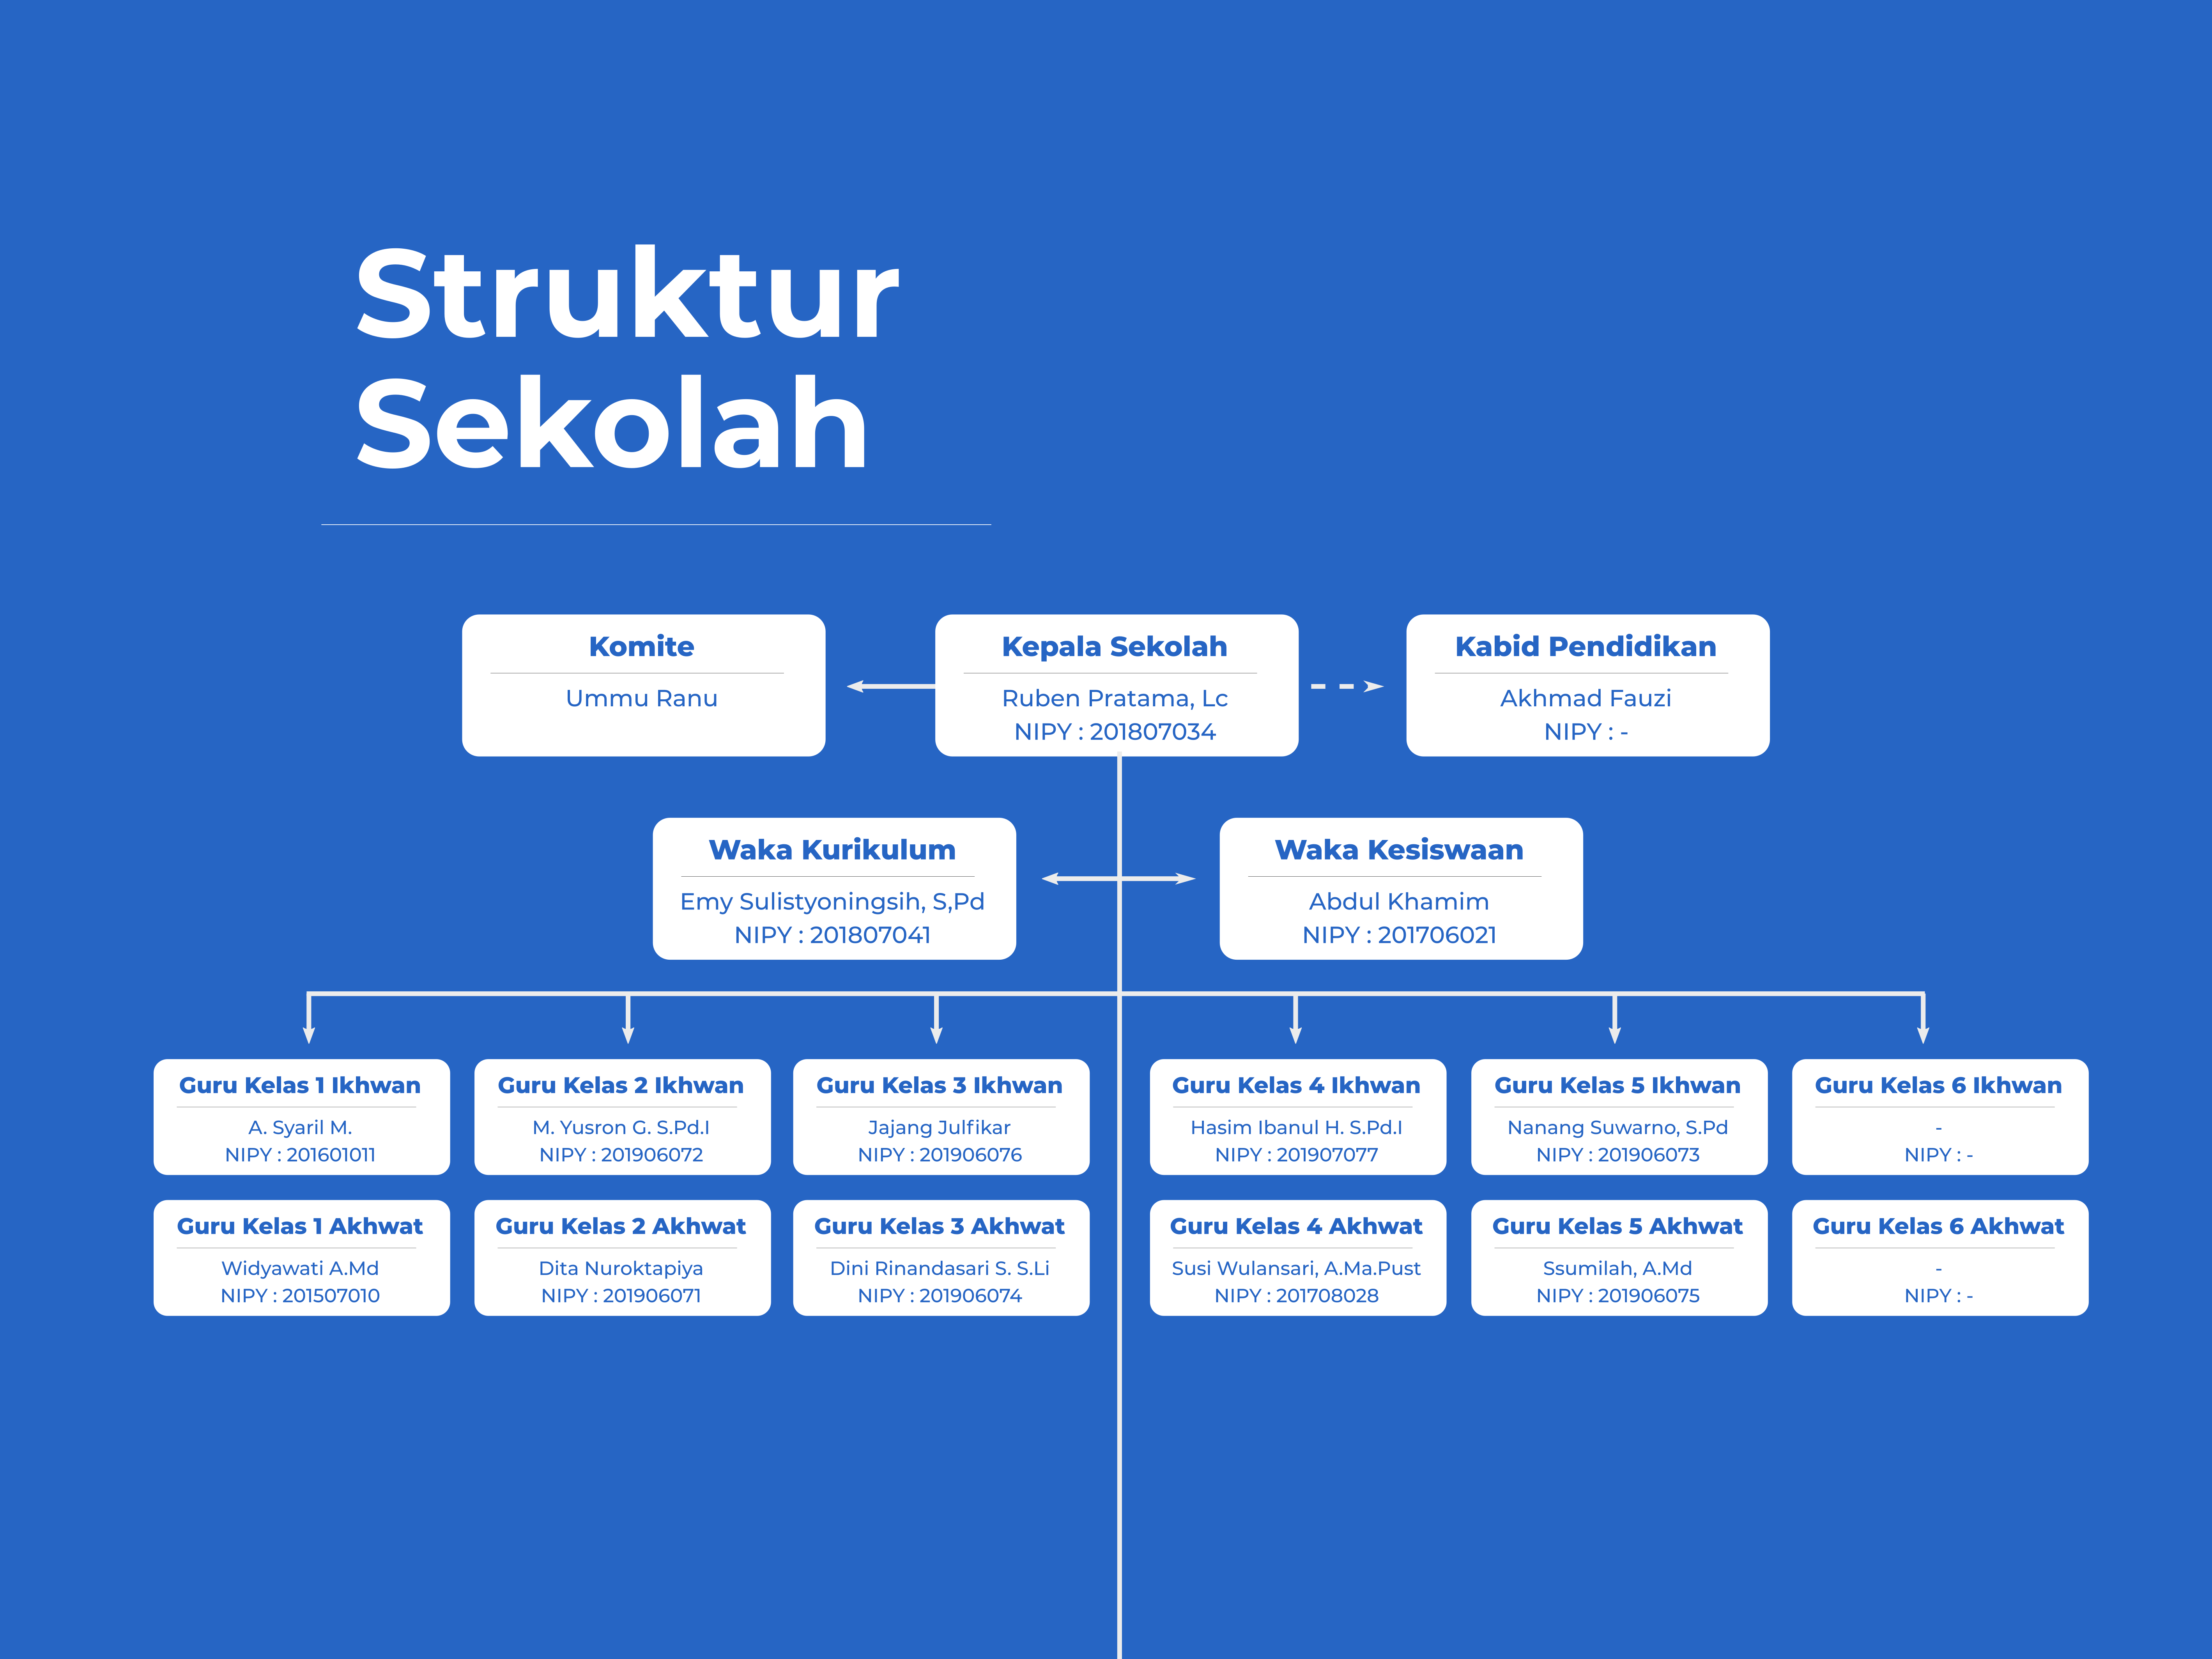 Struktur
Sekolah
Komite
Ummu Ranu
Kepala Sekolah
Ruben Pratama, Lc
NIPY : 201807034
Kabid Pendidikan
Akhmad Fauzi
NIPY : -
Waka Kurikulum
Emy Sulistyoningsih, S,Pd
NIPY : 201807041
Waka Kesiswaan
Abdul Khamim
NIPY : 201706021
Guru Kelas 1 Ikhwan
A. Syaril M.
NIPY : 201601011
Guru Kelas 2 Ikhwan
M. Yusron G. S.Pd.I
NIPY : 201906072
Guru Kelas 3 Ikhwan
Jajang Julfikar
NIPY : 201906076
Guru Kelas 4 Ikhwan
Hasim Ibanul H. S.Pd.I
NIPY : 201907077
Guru Kelas 5 Ikhwan
Nanang Suwarno, S.Pd
NIPY : 201906073
Guru Kelas 6 Ikhwan
-
NIPY : -
Guru Kelas 1 Akhwat
Widyawati A.Md
NIPY : 201507010
Guru Kelas 2 Akhwat
Dita Nuroktapiya
NIPY : 201906071
Guru Kelas 3 Akhwat
Dini Rinandasari S. S.Li
NIPY : 201906074
Guru Kelas 4 Akhwat
Susi Wulansari, A.Ma.Pust
NIPY : 201708028
Guru Kelas 5 Akhwat
Ssumilah, A.Md
NIPY : 201906075
Guru Kelas 6 Akhwat
-
NIPY : -